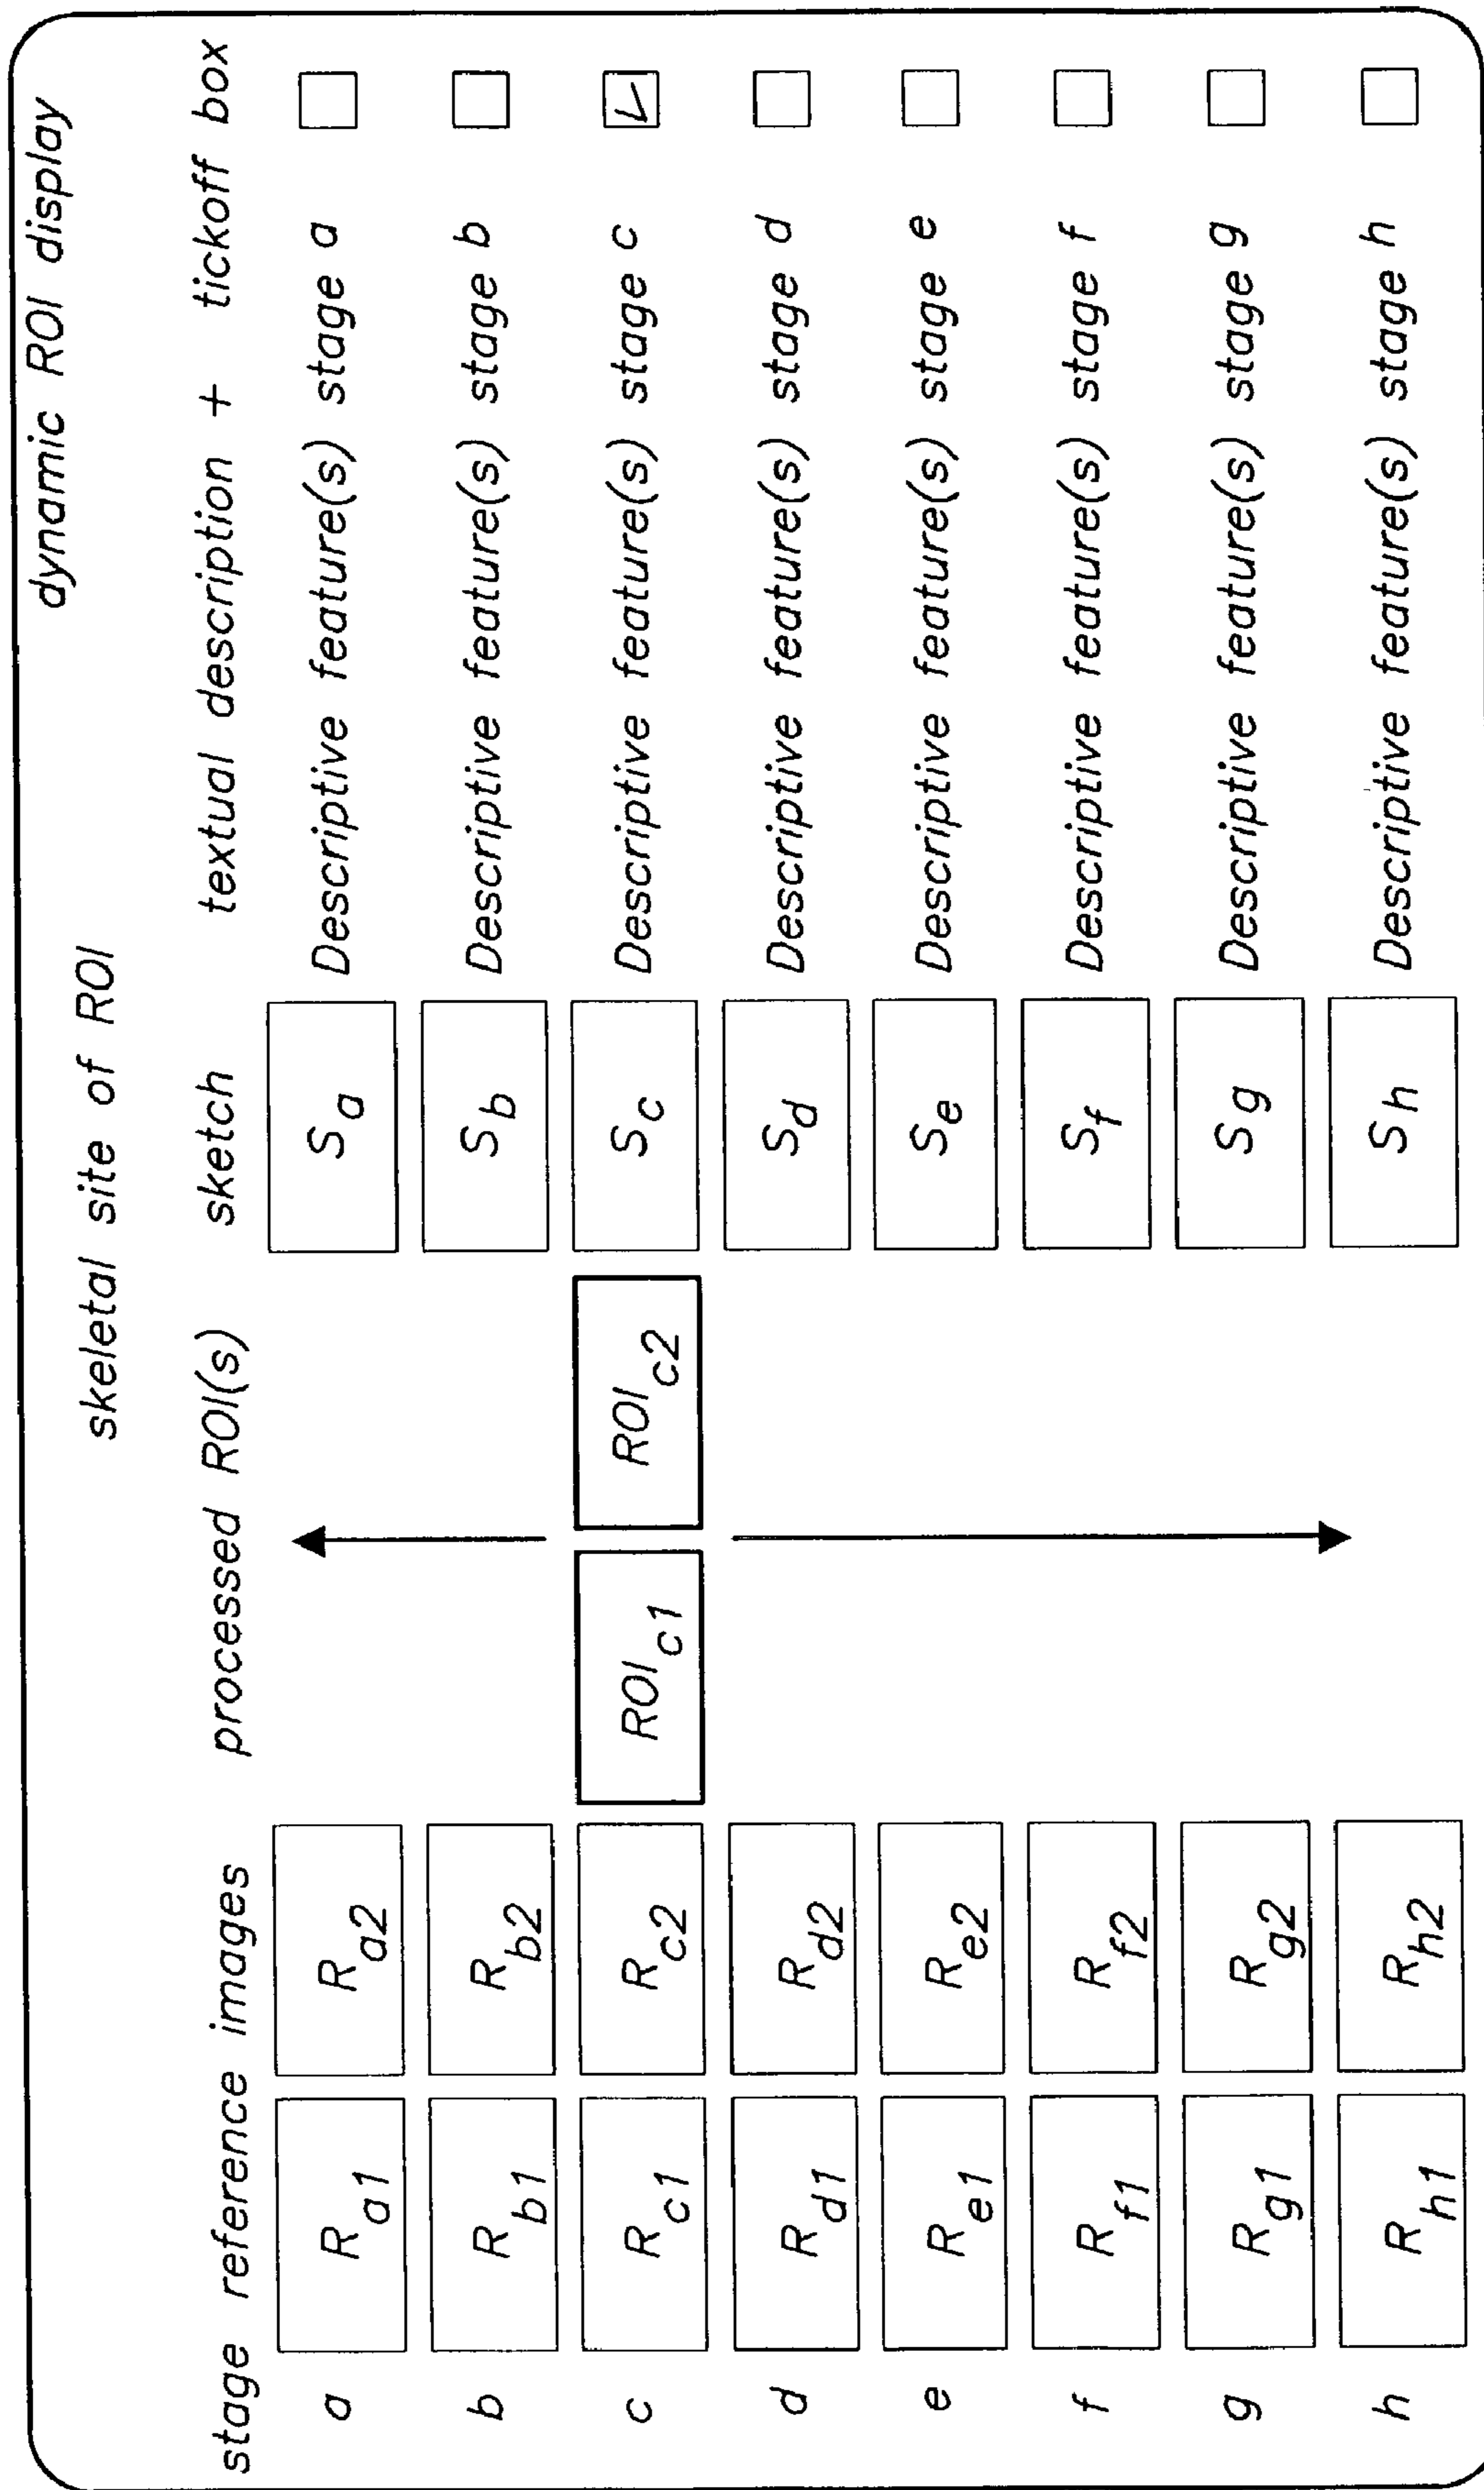 dynamic ROI display
skeletal site of ROI
stage reference images processed ROI(s) sketch textual description + tickoff box
a R a1 R a2 S a Descriptive feature(s) stage a
b R b1 R b2 S b Descriptive feature(s) stage b
c R c1 R c2 ROI c1 ROI c2 S c Descriptive feature(s) stage c
d R d1 R d2 S d Descriptive feature(s) stage d
e R e1 R e2 S e Descriptive feature(s) stage e
f R f1 R f2 S f Descriptive feature(s) stage f
g R g1 R g2 S g Descriptive feature(s) stage g
h R h1 R h2 S h Descriptive feature(s) stage h